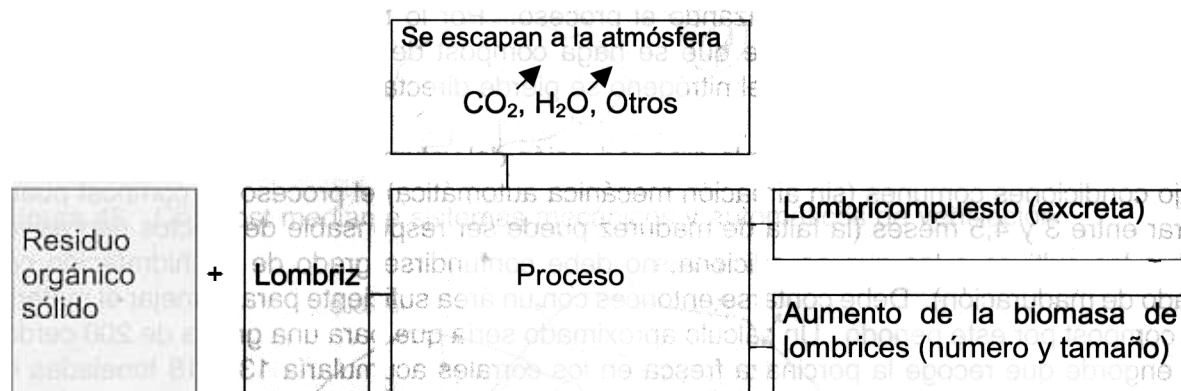 Se escapan a la atmósfera
CO₂, H₂O, Otros
Residuo
orgánico
sólido
+ Lombriz
Proceso
Lombricompuesto (excreta)
Aumento de la biomasa de
lombrices (número y tamaño)